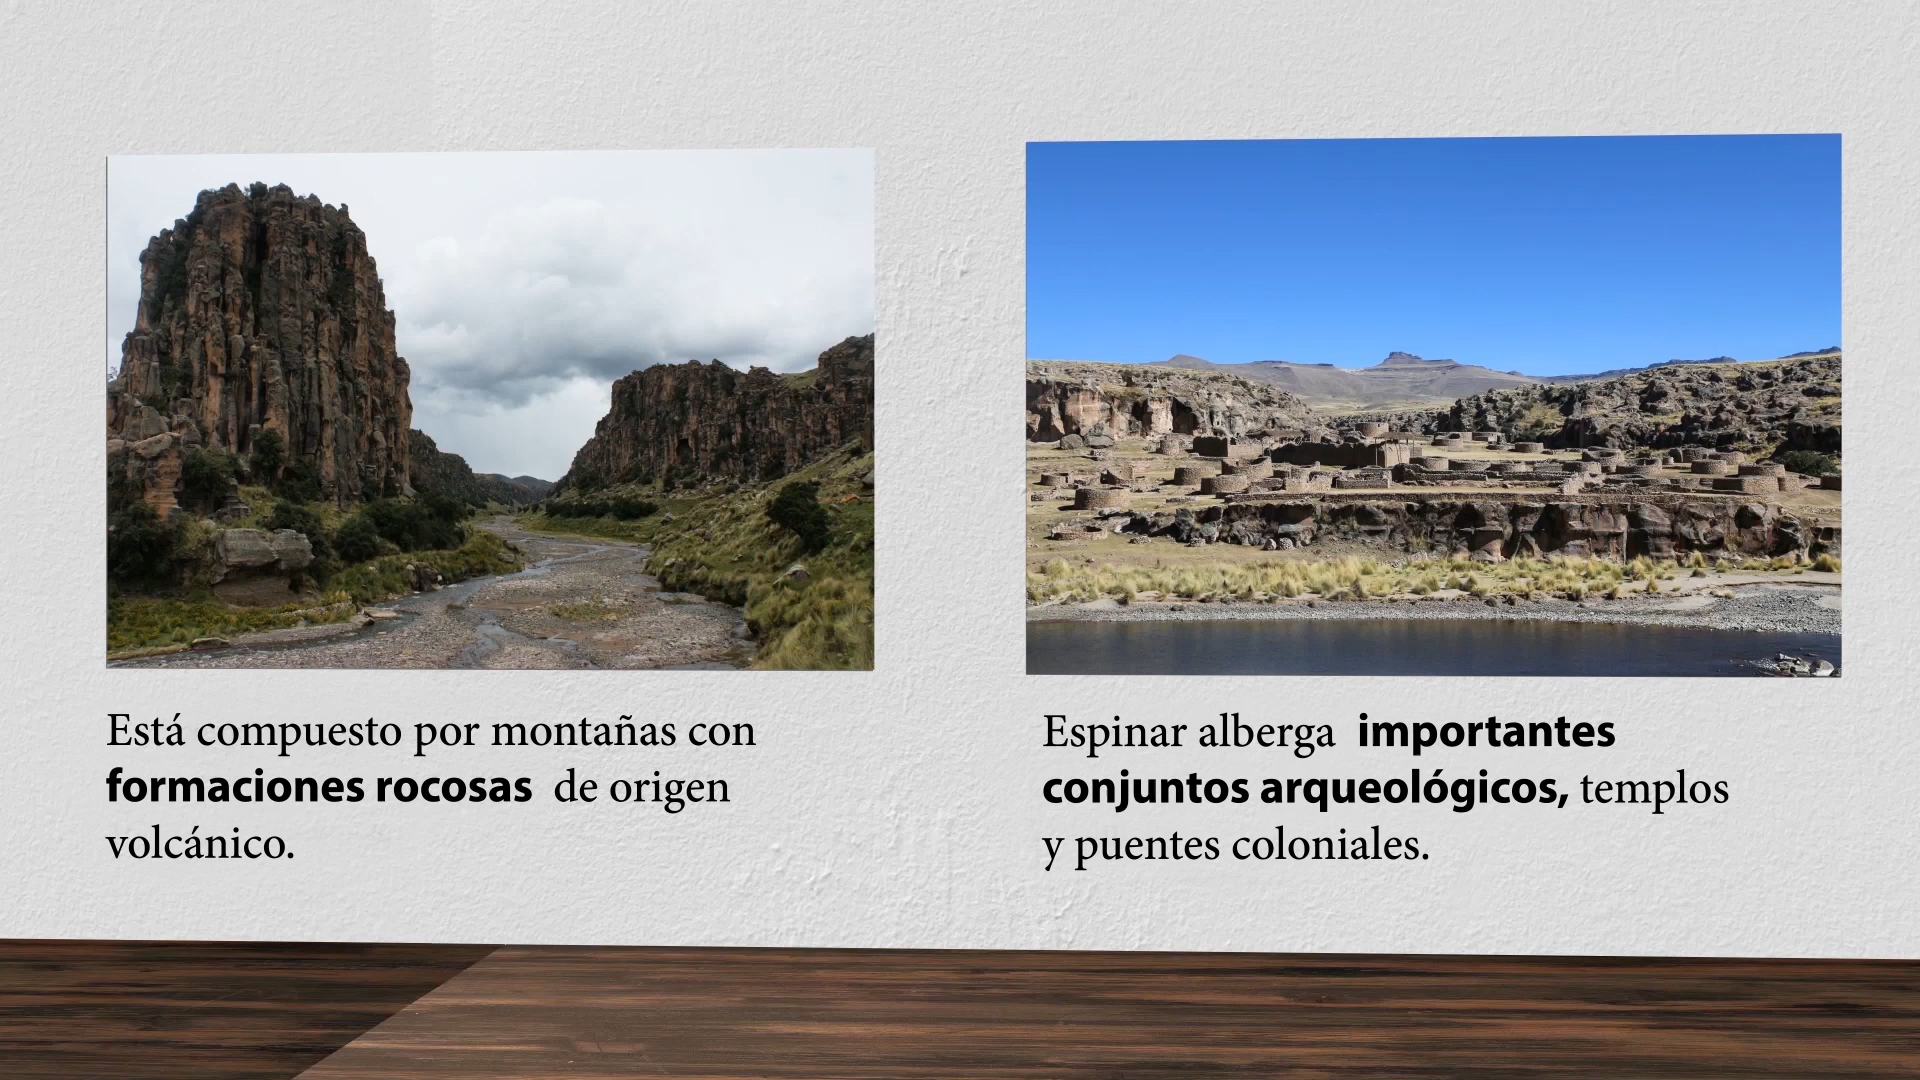 Está compuesto por montañas con
formaciones rocosas de origen
volcánico.
Espinar alberga importantes
conjuntos arqueológicos, templos
y puentes coloniales.